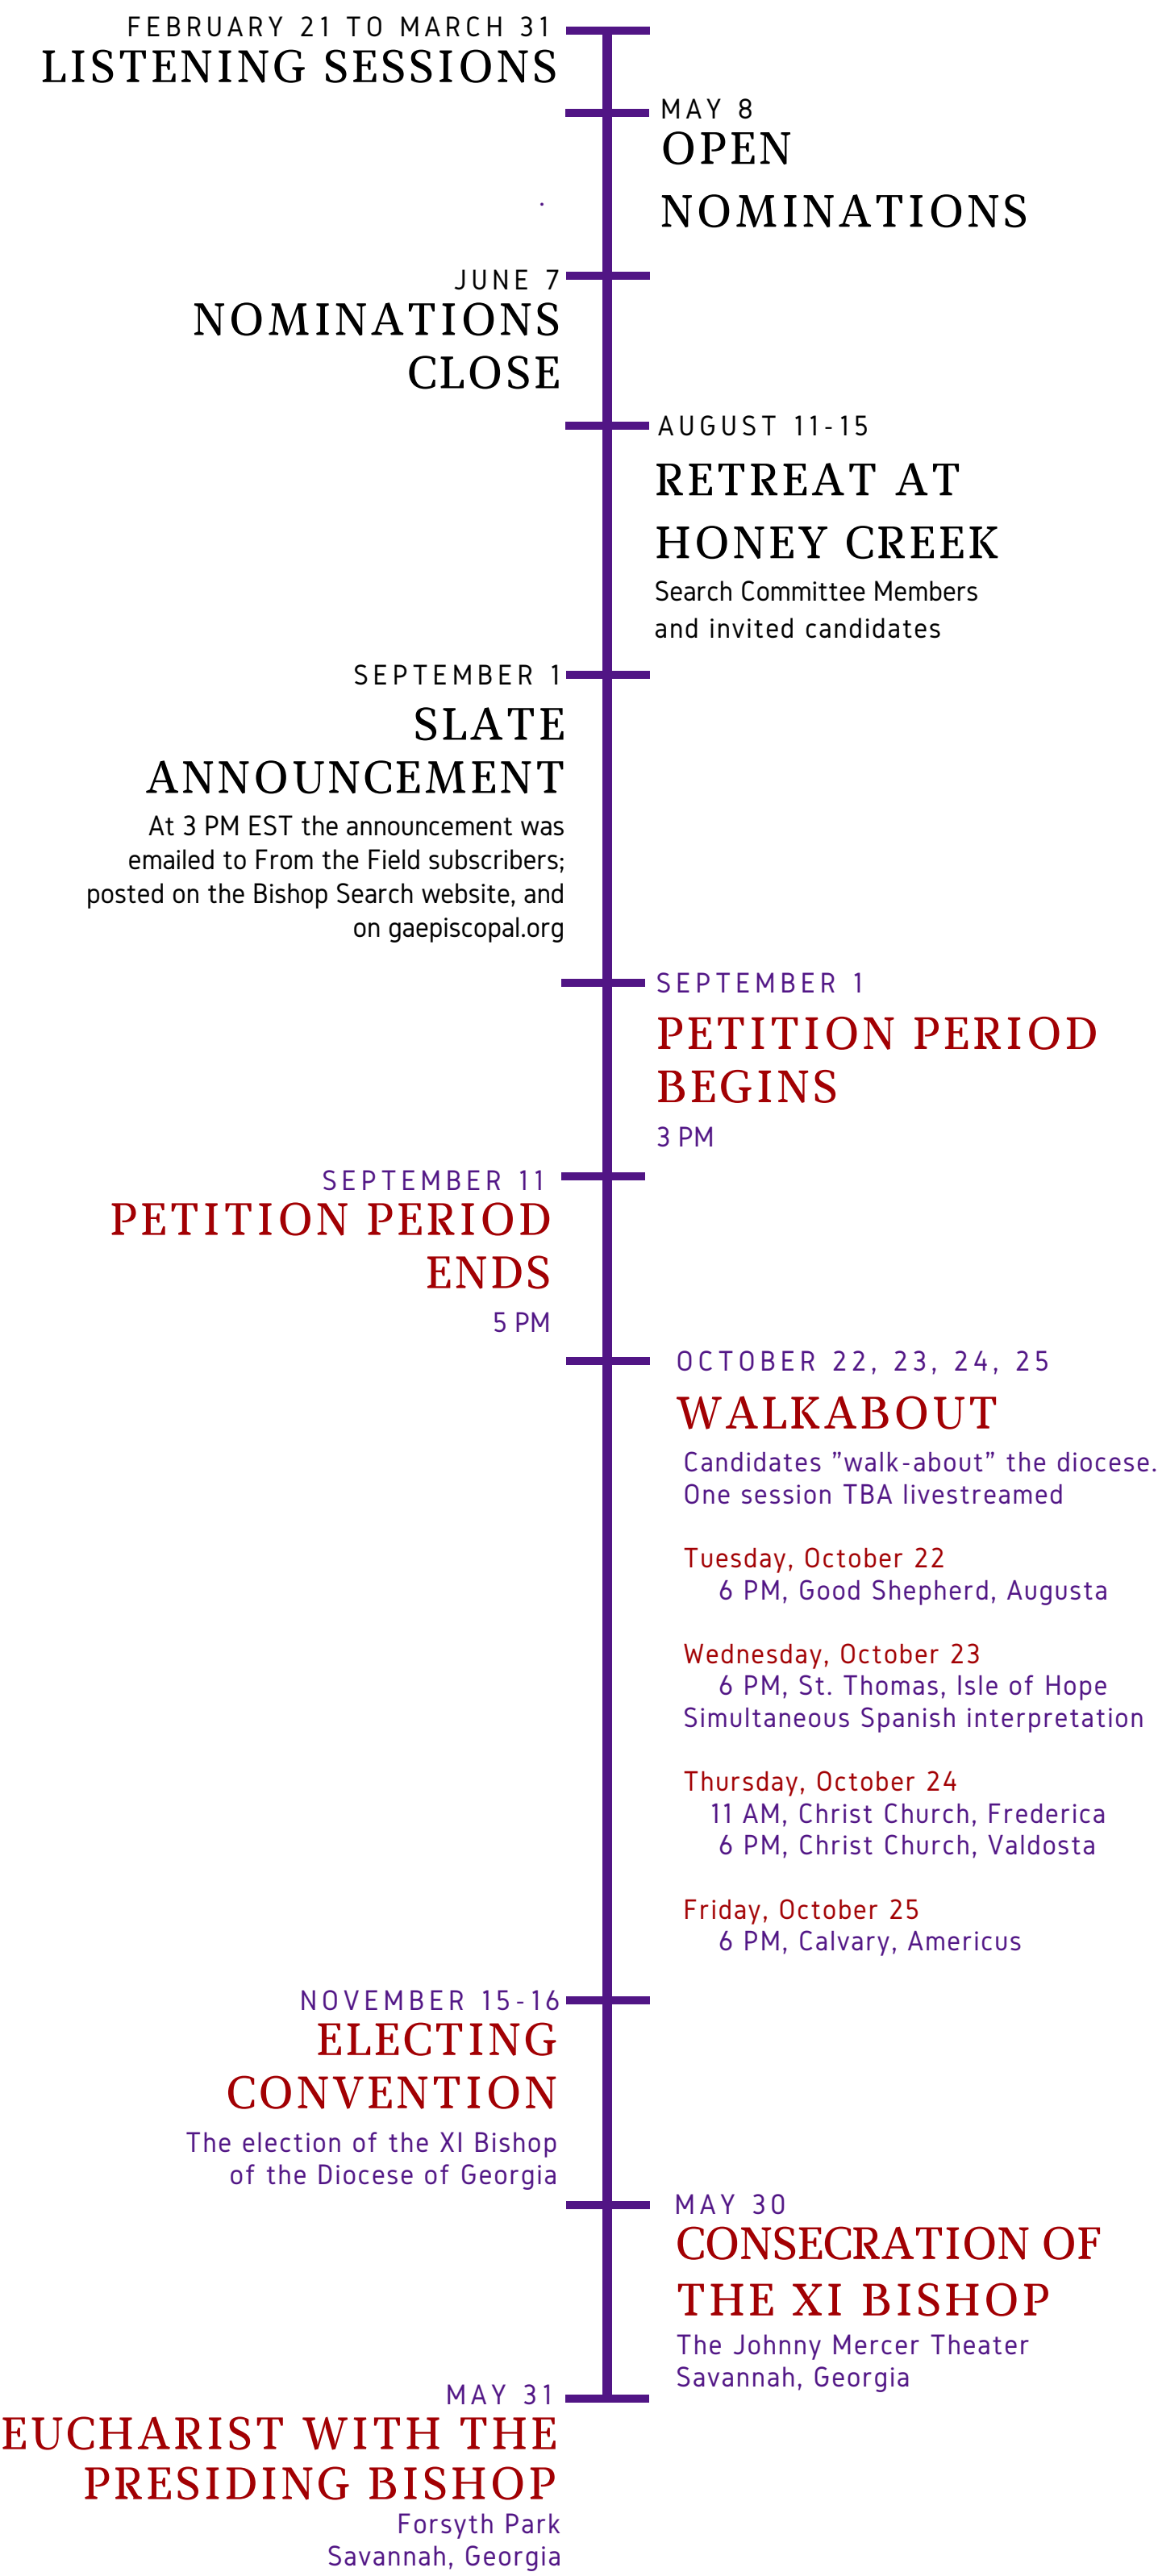 FEBRUARY 21 TO MARCH 31
LISTENING SESSIONS
MAY 8
OPEN
NOMINATIONS
JUNE 7
NOMINATIONS
CLOSE
AUGUST 11-15
RETREAT AT
HONEY CREEK
Search Committee Members
and invited candidates
SEPTEMBER 1
SLATE
ANNOUNCEMENT
At 3 PM EST the announcement was
emailed to From the Field subscribers;
posted on the Bishop Search website, and
on gaepiscopal.org
SEPTEMBER 1
PETITION PERIOD
BEGINS
3 PM
SEPTEMBER 11
PETITION PERIOD
ENDS
5 PM
OCTOBER 22, 23, 24, 25
WALKABOUT
Candidates ”walk-about” the diocese.
One session TBA livestreamed
Tuesday, October 22
6 PM, Good Shepherd, Augusta
Wednesday, October 23
6 PM, St. Thomas, Isle of Hope
Simultaneous Spanish interpretation
Thursday, October 24
11 AM, Christ Church, Frederica
6 PM, Christ Church, Valdosta
Friday, October 25
6 PM, Calvary, Americus
NOVEMBER 15-16
ELECTING
CONVENTION
The election of the XI Bishop
of the Diocese of Georgia
MAY 30
CONSECRATION OF
THE XI BISHOP
The Johnny Mercer Theater
Savannah, Georgia
MAY 31
EUCHARIST WITH THE
PRESIDING BISHOP
Forsyth Park
Savannah, Georgia